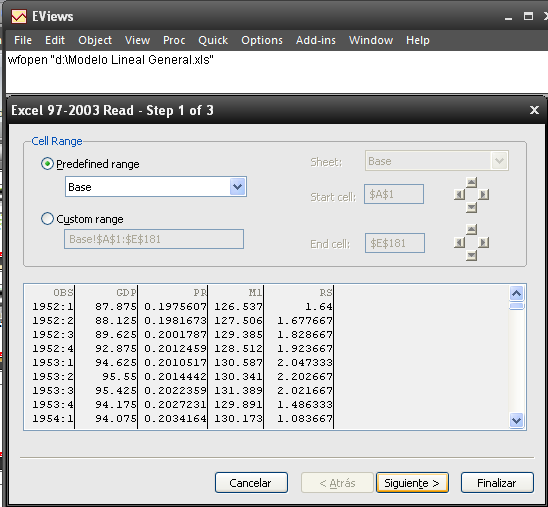 EViews
File Edit Object View Proc Quick Options Add-ins Window Help
wfopen "d:\Modelo Lineal General.xls"
Excel 97-2003 Read - Step 1 of 3
Cell Range
Predefined range
Base
Custom range
Base!$A$1:$E$181
Sheet: Base
Start cell: $A$1
End cell: $E$181
OBS GDP PR M1 RS
1952:1 87.875 0.1975607 126.537 1.64
1952:2 88.125 0.1981673 127.506 1.677667
1952:3 89.625 0.2001787 129.385 1.828667
1952:4 92.875 0.2012459 128.512 1.923667
1953:1 94.625 0.2010517 130.587 2.047333
1953:2 95.55 0.2014442 130.341 2.202667
1953:3 95.425 0.2022359 131.389 2.021667
1953:4 94.175 0.2027231 129.891 1.486333
1954:1 94.075 0.2034164 130.173 1.083667
Cancelar
< Atrás
Siguiente >
Finalizar